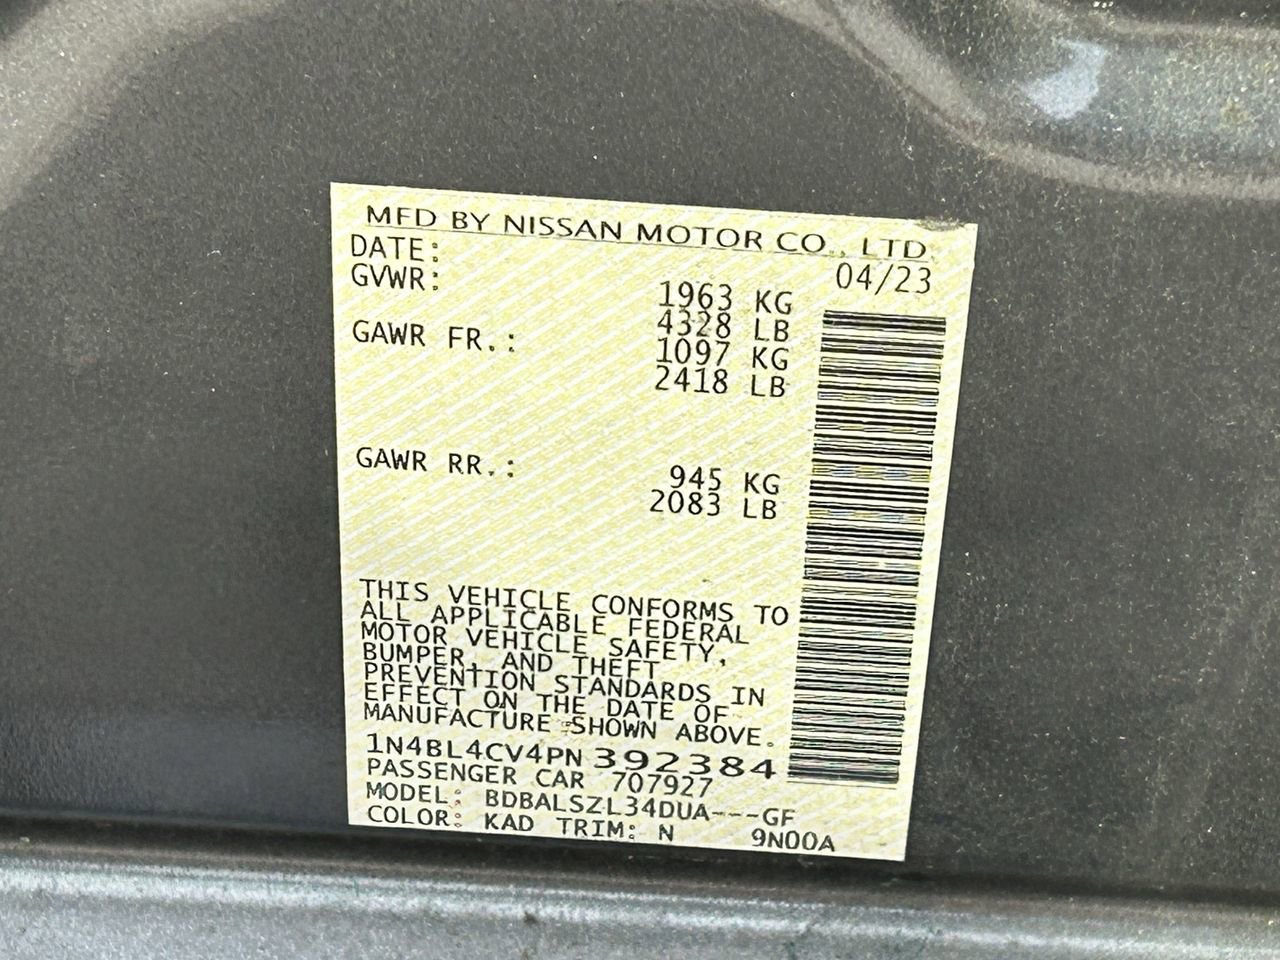 MFD BY NISSAN MOTOR CO., LTD.
DATE: 04/23
GVWR: 1963 KG
4328 LB
GAWR FR.: 1097 KG
2418 LB
GAWR RR.: 945 KG
2083 LB
THIS VEHICLE CONFORMS TO
ALL APPLICABLE FEDERAL
MOTOR VEHICLE SAFETY,
BUMPER, AND THEFT
PREVENTION STANDARDS IN
EFFECT ON THE DATE OF
MANUFACTURE SHOWN ABOVE.
1N4BL4CV4PN392384
PASSENGER CAR 707927
MODEL: BDBALSZL34DUA---GF
COLOR: KAD TRIM: N 9N00A